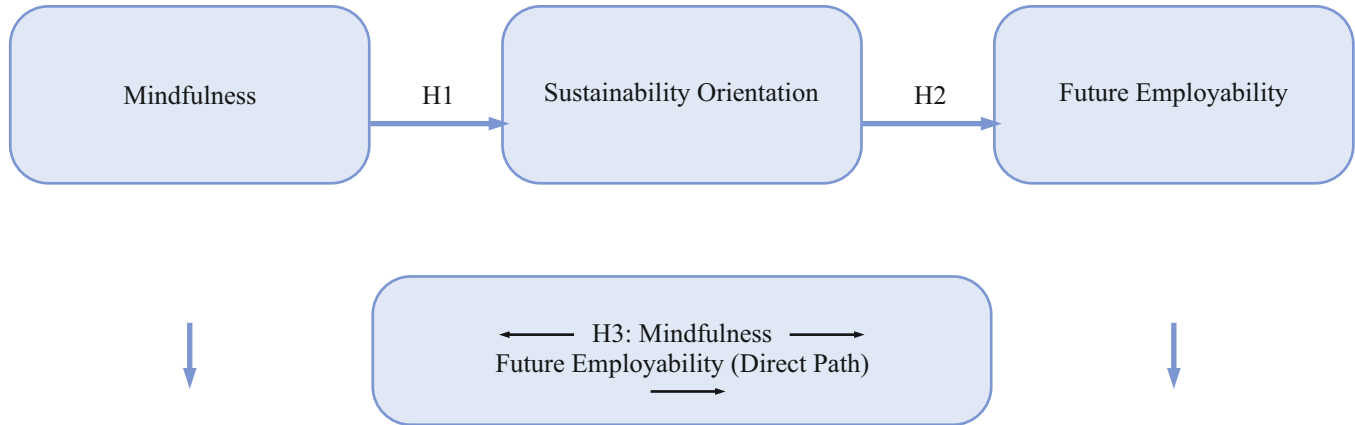 Mindfulness
H1
Sustainability Orientation
H2
Future Employability
H3: Mindfulness
Future Employability (Direct Path)